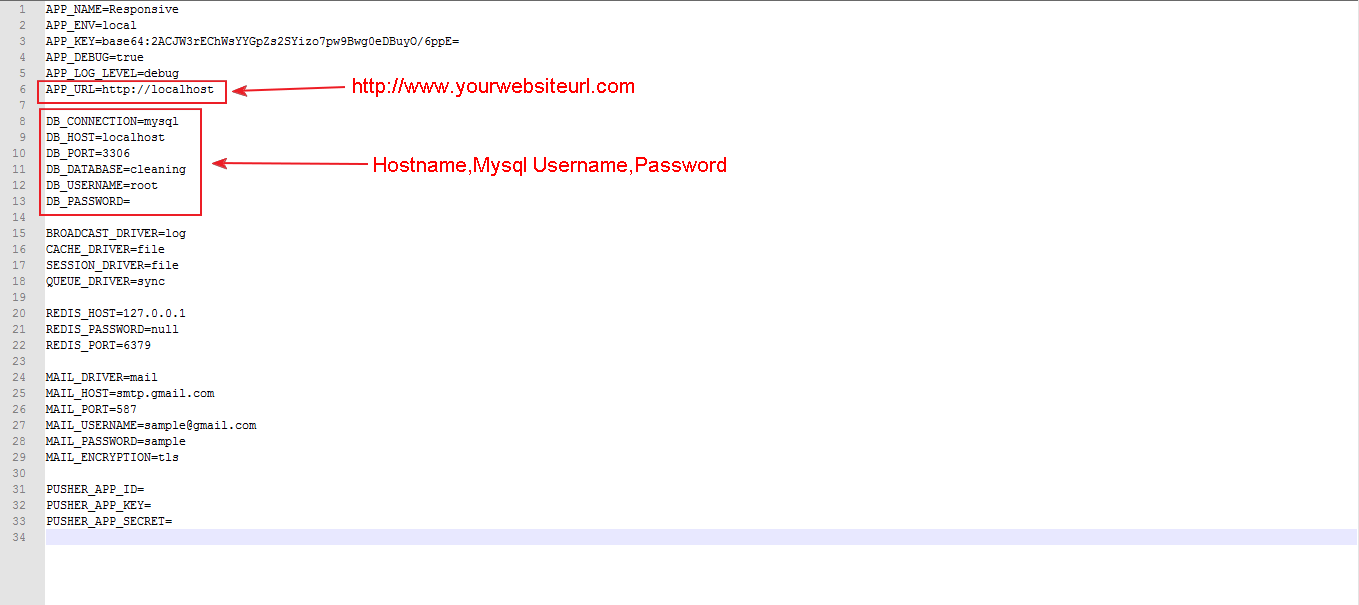 1 APP_NAME=Responsive
2 APP_ENV=local
3 APP_KEY=base64:2ACJW3rEChWsYYGpZs2SYizo7pw9Bwg0eDBuyO/6ppE=
4 APP_DEBUG=true
5 APP_LOG_LEVEL=debug
6 APP_URL=http://localhost
http://www.yourwebsiteurl.com
7
8 DB_CONNECTION=mysql
9 DB_HOST=localhost
10 DB_PORT=3306
11 DB_DATABASE=cleaning
Hostname,Mysql Username,Password
12 DB_USERNAME=root
13 DB_PASSWORD=
14
15 BROADCAST_DRIVER=log
16 CACHE_DRIVER=file
17 SESSION_DRIVER=file
18 QUEUE_DRIVER=sync
19
20 REDIS_HOST=127.0.0.1
21 REDIS_PASSWORD=null
22 REDIS_PORT=6379
23
24 MAIL_DRIVER=mail
25 MAIL_HOST=smtp.gmail.com
26 MAIL_PORT=587
27 MAIL_USERNAME=sample@gmail.com
28 MAIL_PASSWORD=sample
29 MAIL_ENCRYPTION=tls
30
31 PUSHER_APP_ID=
32 PUSHER_APP_KEY=
33 PUSHER_APP_SECRET=
34